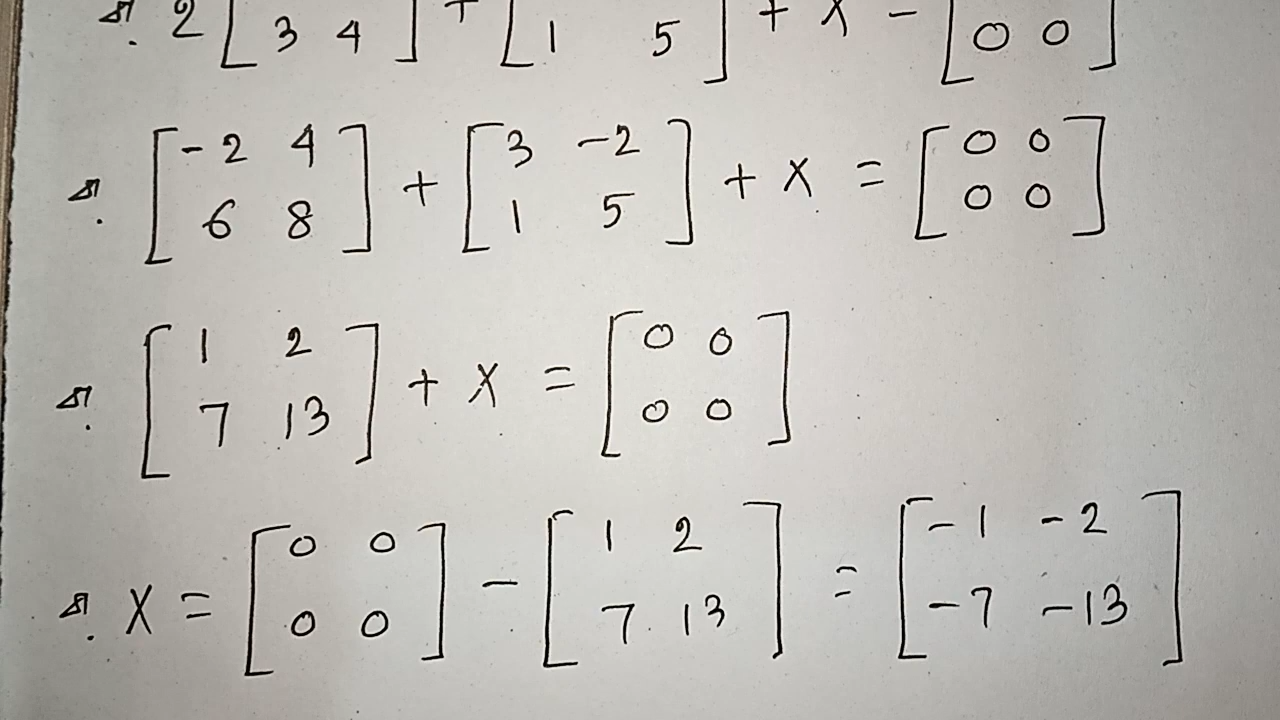 বা. 2 [ 3 4 ] + [ 1 5 ] + X - [ 0 0 ]
বা. [ -2 4 6 8 ] + [ 3 -2 1 5 ] + X = [ 0 0 0 0 ]
বা. [ 1 2 7 13 ] + X = [ 0 0 0 0 ]
বা. X = [ 0 0 0 0 ] - [ 1 2 7 13 ] = [ -1 -2 -7 -13 ]